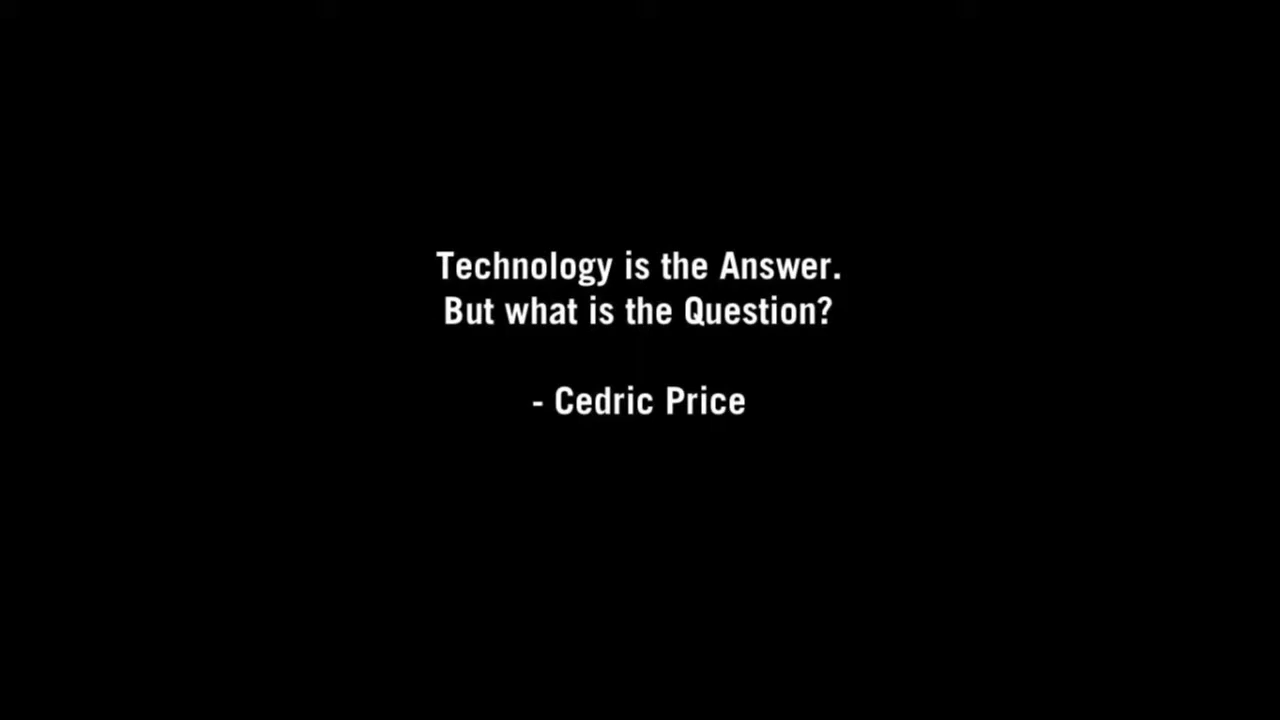 Technology is the Answer.
But what is the Question?
- Cedric Price